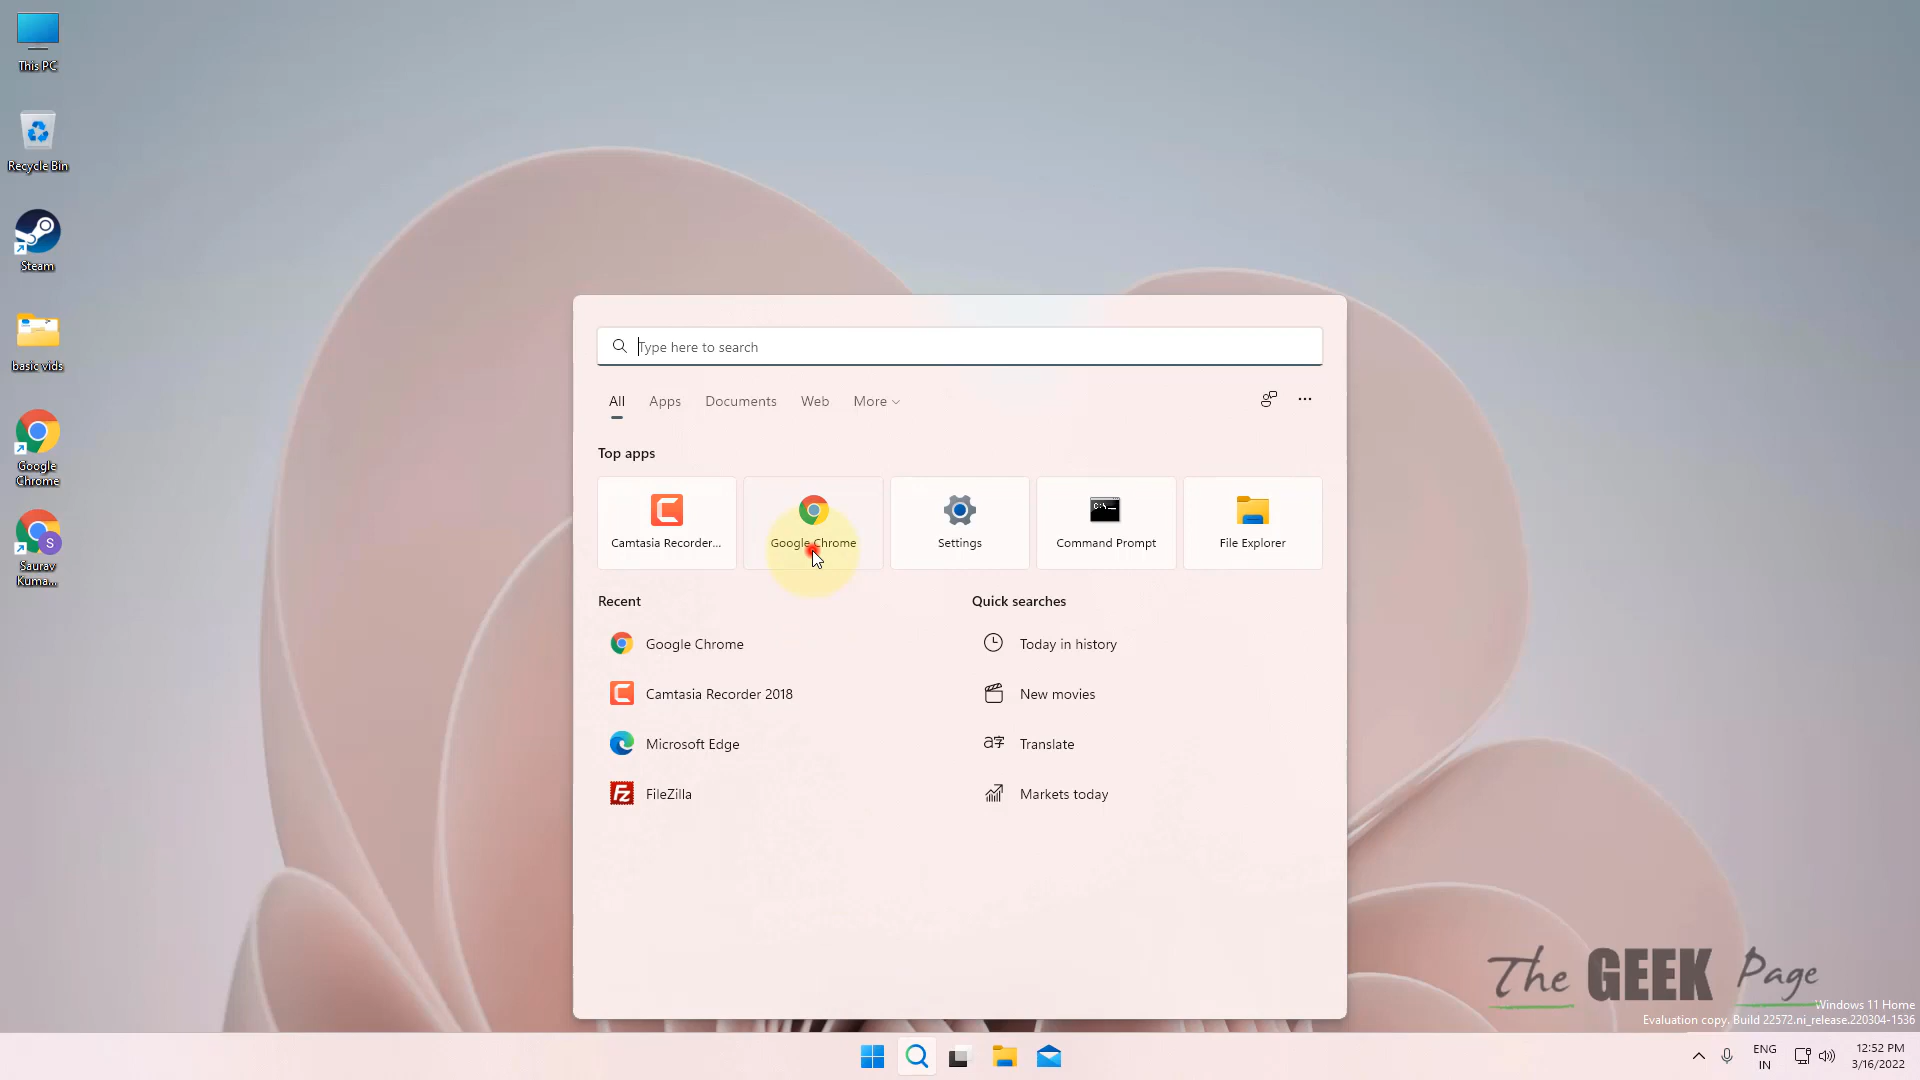 This PC
Recycle Bin
Steam
basic vids
Google
Chrome
S
Saurav
Kuma...
Type here to search
All
Apps
Documents
Web
More
Top apps
Camtasia Recorder...
Google Chrome
Settings
C:\_
Command Prompt
File Explorer
Recent
Quick searches
Google Chrome
Today in history
Camtasia Recorder 2018
New movies
Microsoft Edge
Translate
Fz
FileZilla
Markets today
The GEEK Page
Windows 11 Home
Evaluation copy. Build 22572.ni_release.220304-1536
ENG
IN
12:52 PM
3/16/2022